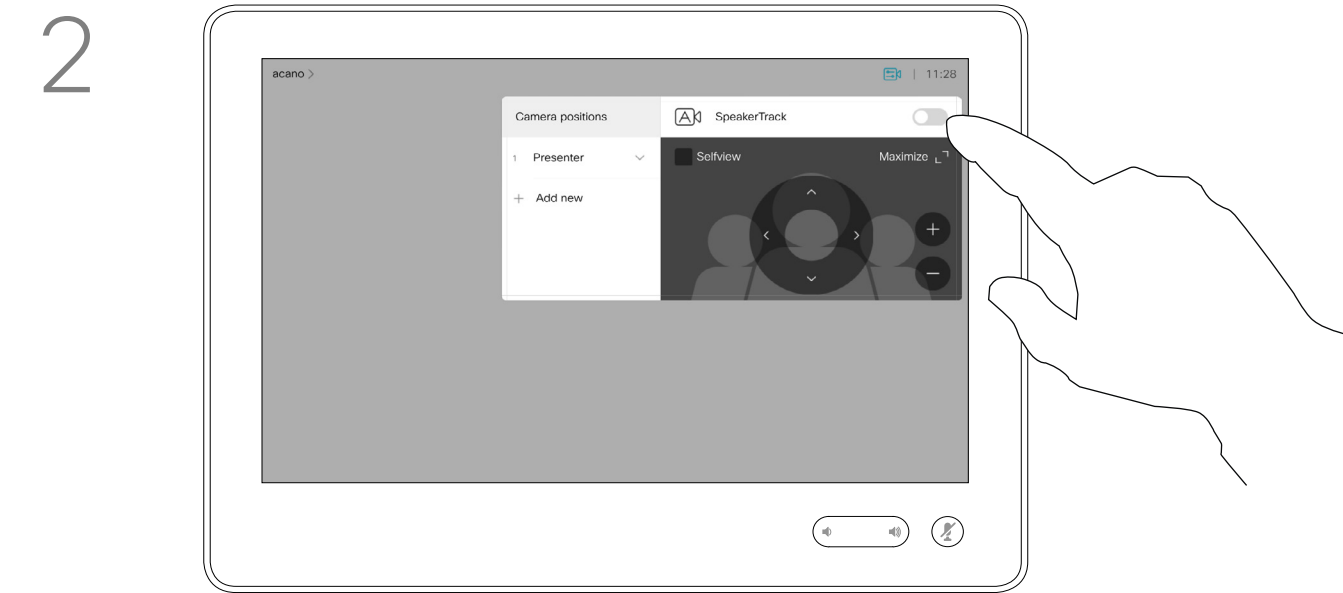 2
acano >
11:28
Camera positions
SpeakerTrack
1 Presenter
Selfview
Maximize
+ Add new